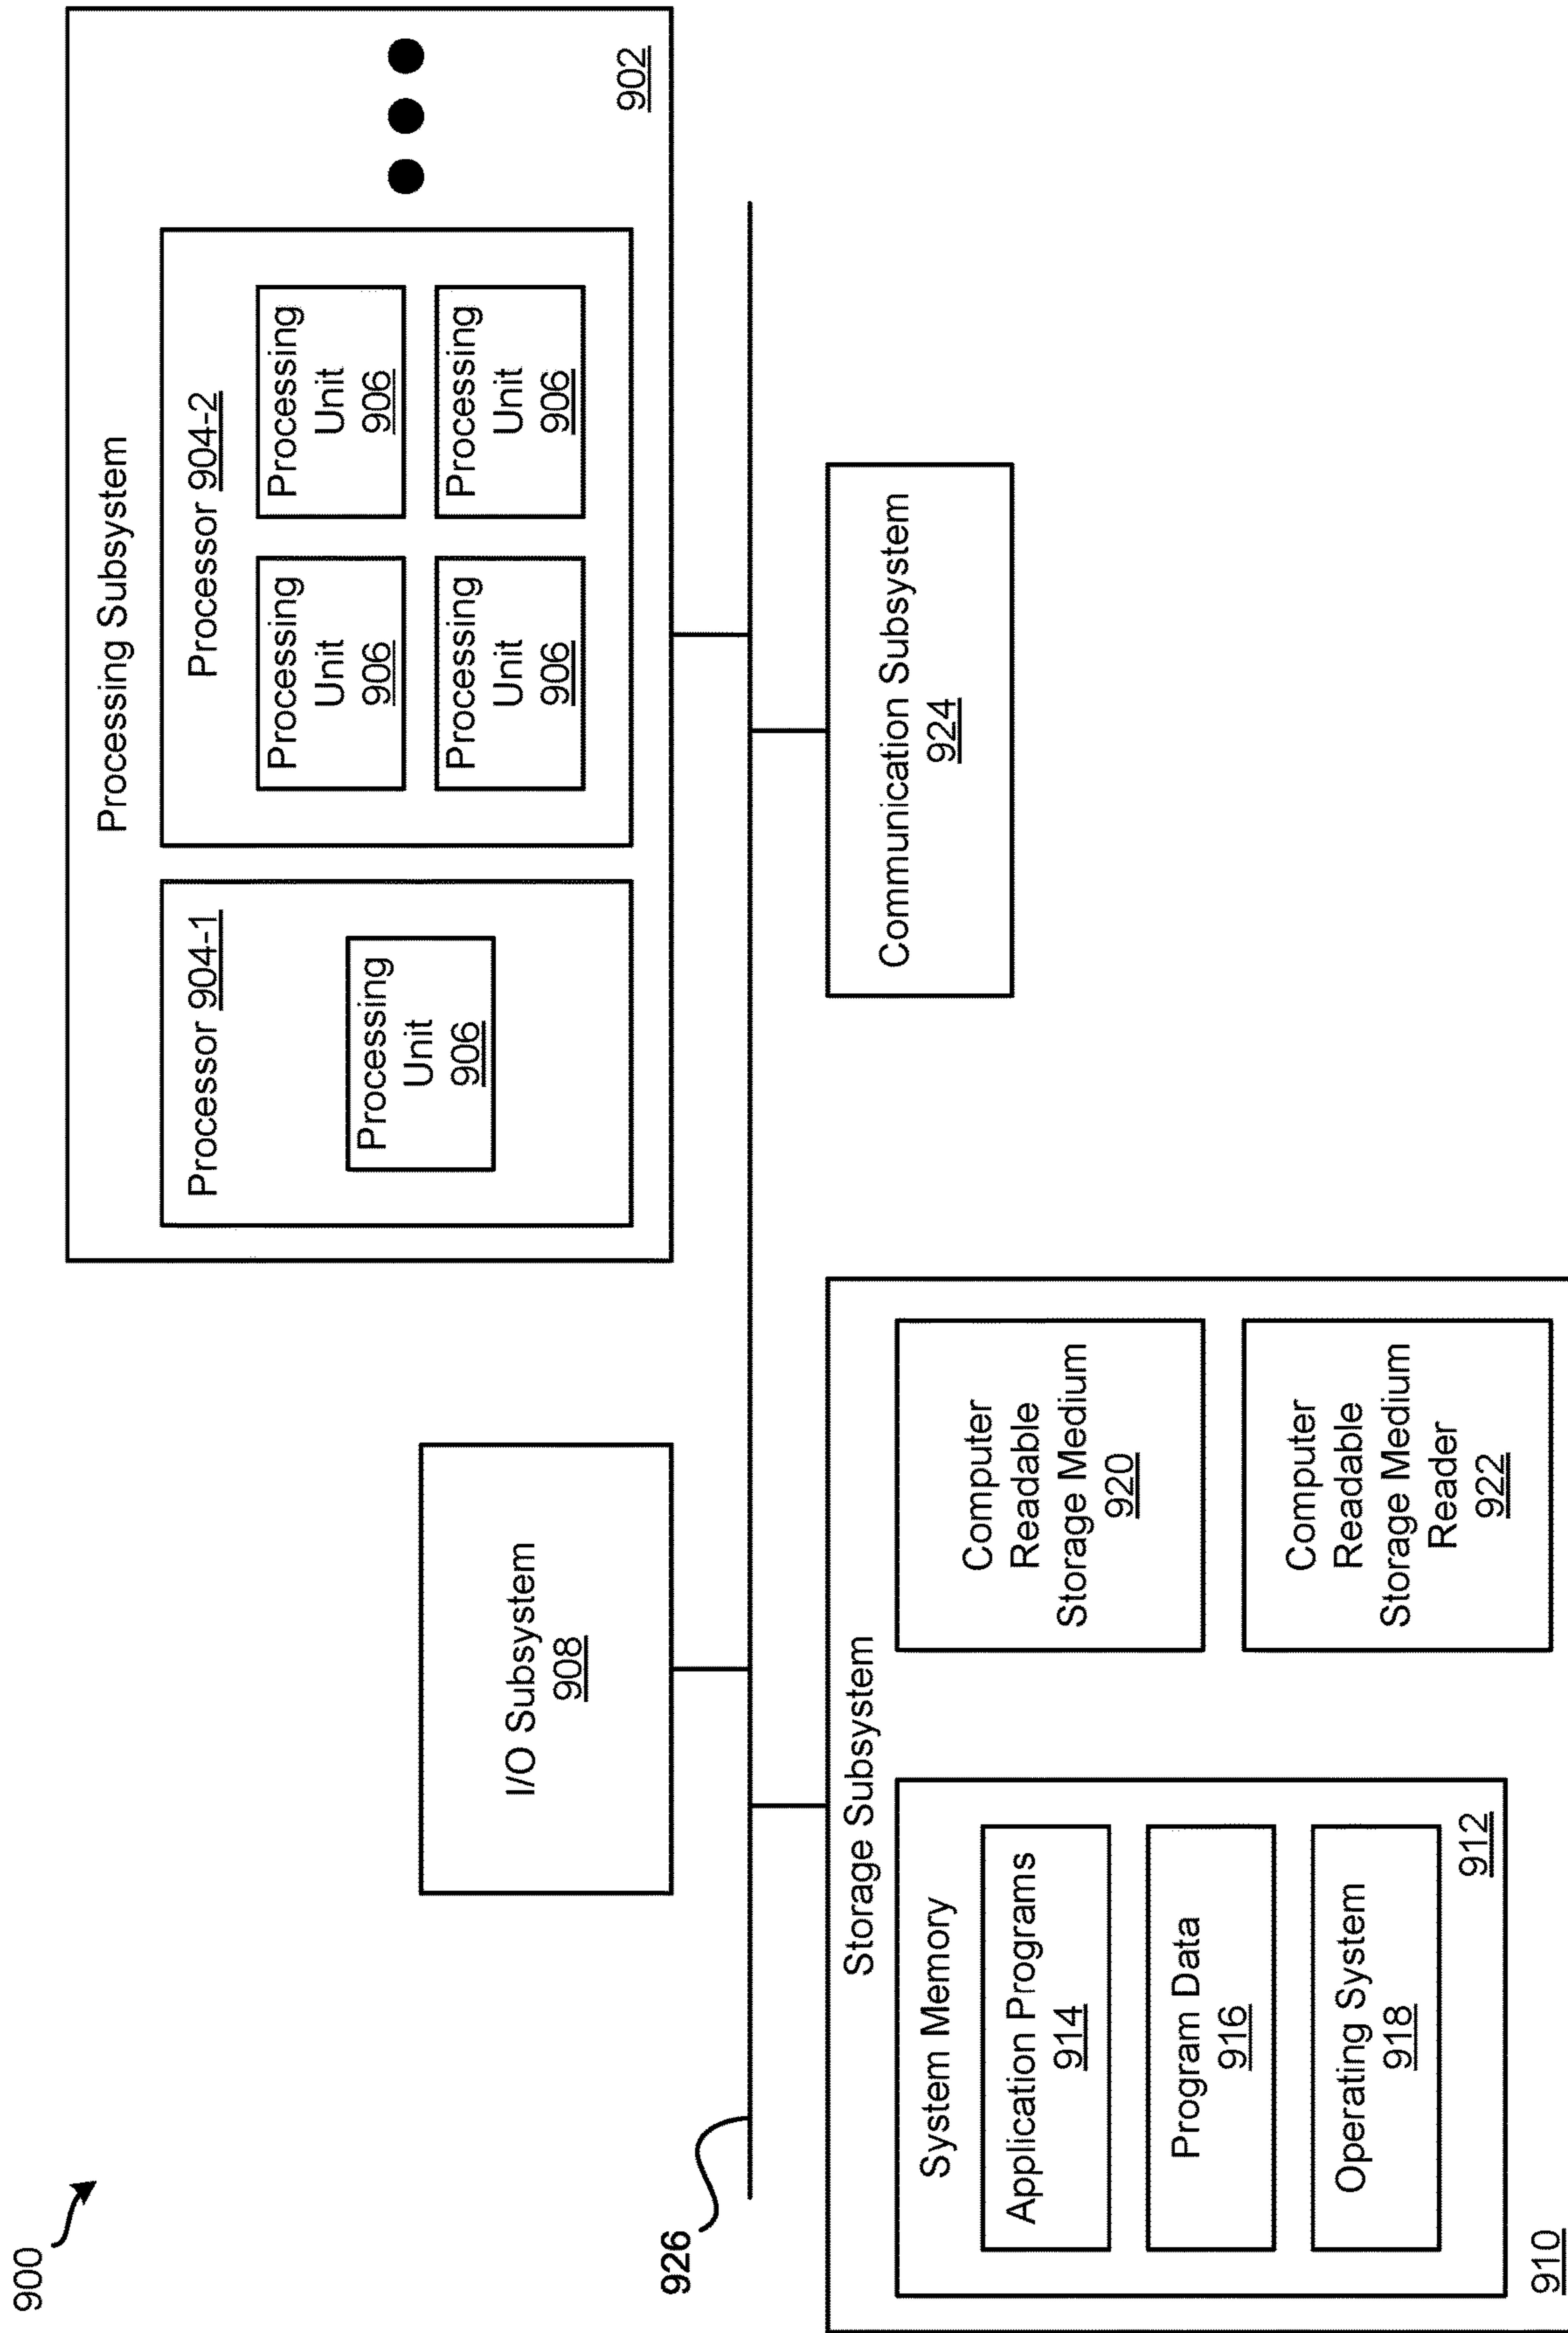 900
Processing Subsystem
Processor 904-1
Processing
Unit
906
Processor 904-2
Processing
Unit
906
Processing
Unit
906
Processing
Unit
906
Processing
Unit
906
902
I/O Subsystem
908
926
Storage Subsystem
System Memory
Application Programs
914
Program Data
916
Operating System
918
912
910
Computer
Readable
Storage Medium
920
Computer
Readable
Storage Medium
Reader
922
Communication Subsystem
924